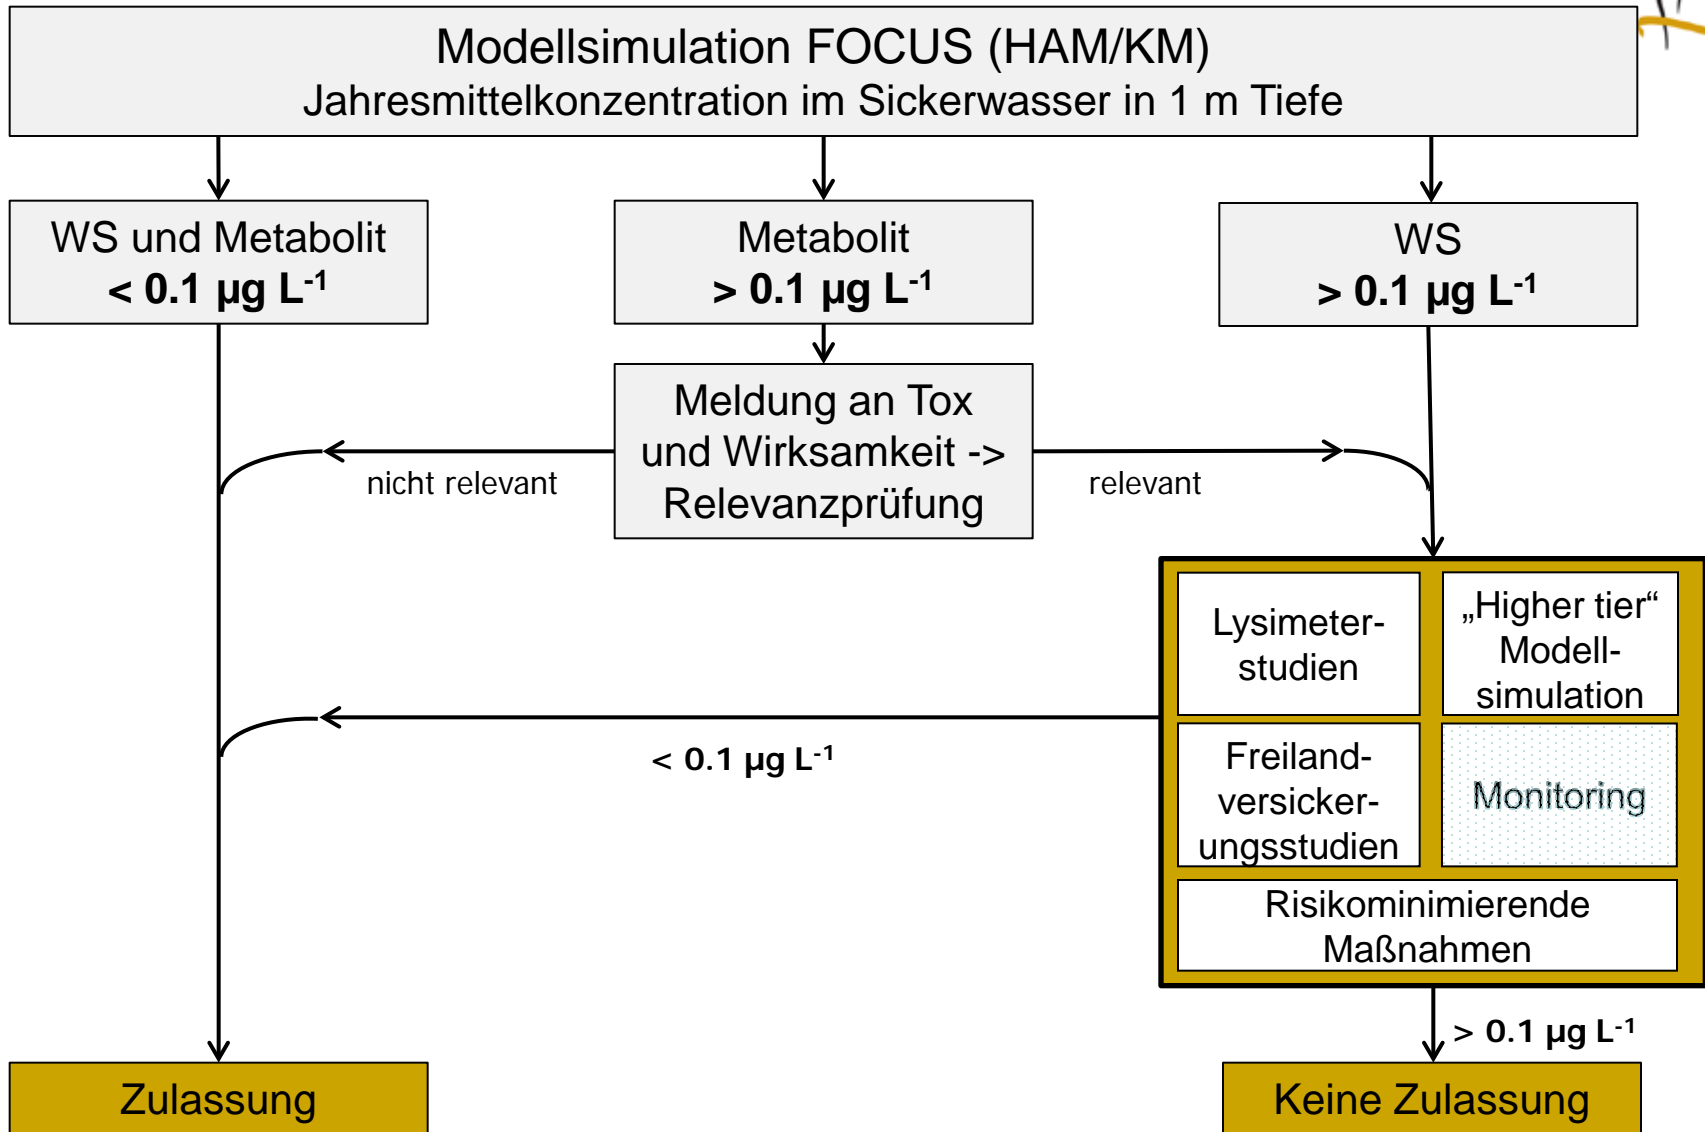 Modellsimulation FOCUS (HAM/KM)
Jahresmittelkonzentration im Sickerwasser in 1 m Tiefe
WS und Metabolit
< 0.1 µg L-1
Metabolit
> 0.1 µg L-1
WS
> 0.1 µg L-1
Meldung an Tox
und Wirksamkeit ->
Relevanzprüfung
nicht relevant
relevant
Lysimeter-
studien
„Higher tier“
Modell-
simulation
< 0.1 µg L-1
Freiland-
versicker-
ungsstudien
Monitoring
Risikominimierende
Maßnahmen
> 0.1 µg L-1
Zulassung
Keine Zulassung